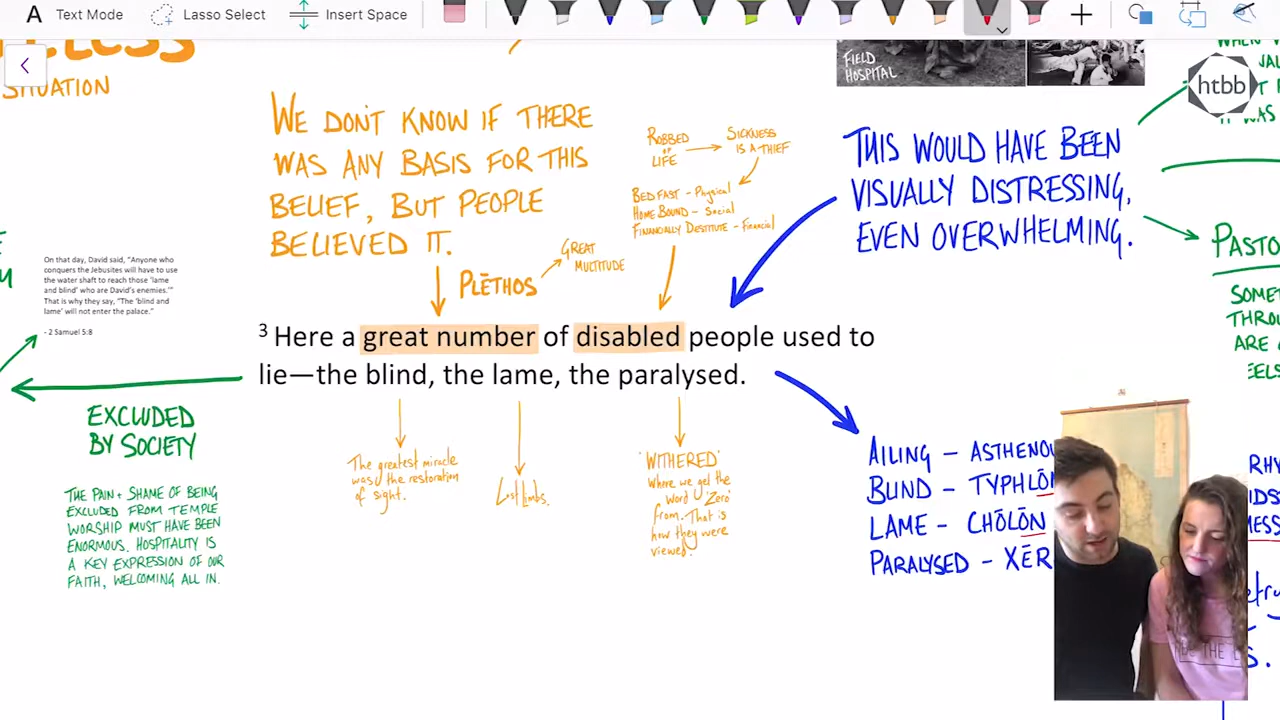 Text Mode
Lasso Select
Insert Space
SITUATION
FIELD
HOSPITAL
htbb
WE DON'T KNOW IF THERE
WAS ANY BASIS FOR THIS
BELIEF, BUT PEOPLE
BELIEVED IT.
ROBBED
OF
LIFE
SICKNESS
IS A THIEF
BED FAST - Physical
HOME BOUND - Social
FINANCIALLY DESTITUTE - Financial
THIS WOULD HAVE BEEN
VISUALLY DISTRESSING,
EVEN OVERWHELMING.
PLĒTHOS
GREAT
MULTITUDE
On that day, David said, “Anyone who
conquers the Jebusites will have to use
the water shaft to reach those ‘lame
and blind’ who are David’s enemies.’”
That is why they say, “The ‘blind and
lame’ will not enter the palace.”
- 2 Samuel 5:8
3 Here a great number of disabled people used to
lie—the blind, the lame, the paralysed.
EXCLUDED
BY SOCIETY
THE PAIN + SHAME OF BEING
EXCLUDED FROM TEMPLE
WORSHIP MUST HAVE BEEN
ENORMOUS. HOSPITALITY IS
A KEY EXPRESSION OF OUR
FAITH, WELCOMING ALL IN.
The greatest miracle
was the restoration
of sight.
Lost limbs.
'WITHERED'
Where we get the
word 'Zero'
from. That is
how they were
viewed.
AILING - ASTHENOU
BLIND - TYPHLŌN
LAME - CHŌLŌN
PARALYSED - XĒR
PASTO
SOME
THROU
ARE